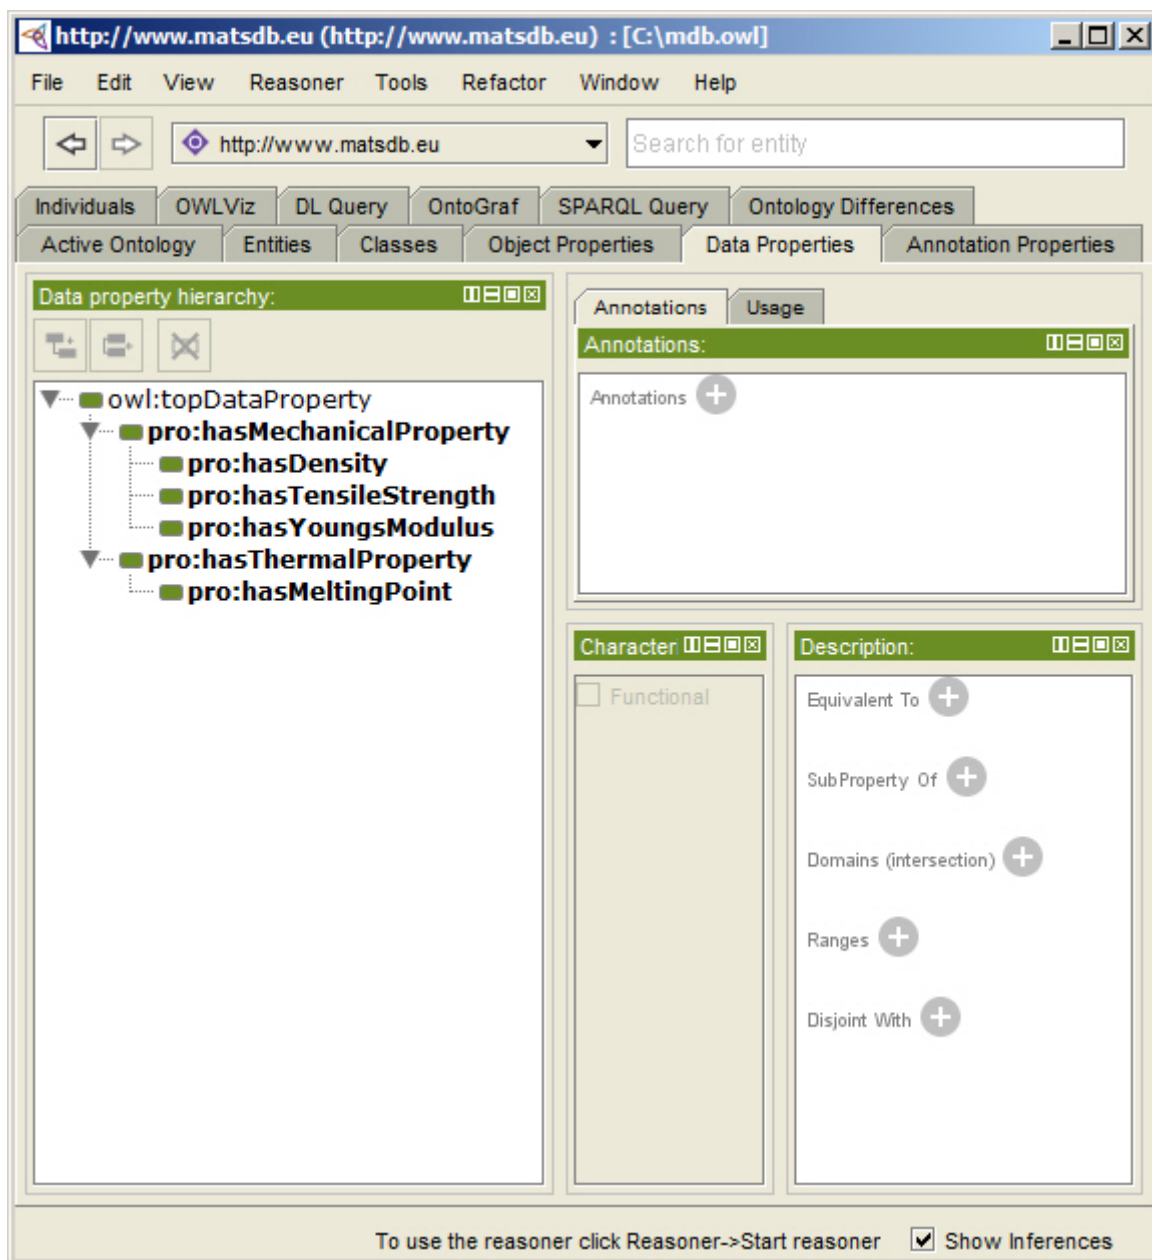 http://www.matsdb.eu (http://www.matsdb.eu) : [C:\mdb.owl]
File Edit View Reasoner Tools Refactor Window Help
http://www.matsdb.eu Search for entity
Individuals OWLViz DL Query OntoGraf SPARQL Query Ontology Differences
Active Ontology Entities Classes Object Properties Data Properties Annotation Properties
Data property hierarchy:
owl:topDataProperty
pro:hasMechanicalProperty
pro:hasDensity
pro:hasTensileStrength
pro:hasYoungsModulus
pro:hasThermalProperty
pro:hasMeltingPoint
Annotations Usage
Annotations:
Annotations
Character
Functional
Description:
Equivalent To
SubProperty Of
Domains (intersection)
Ranges
Disjoint With
To use the reasoner click Reasoner->Start reasoner Show Inferences